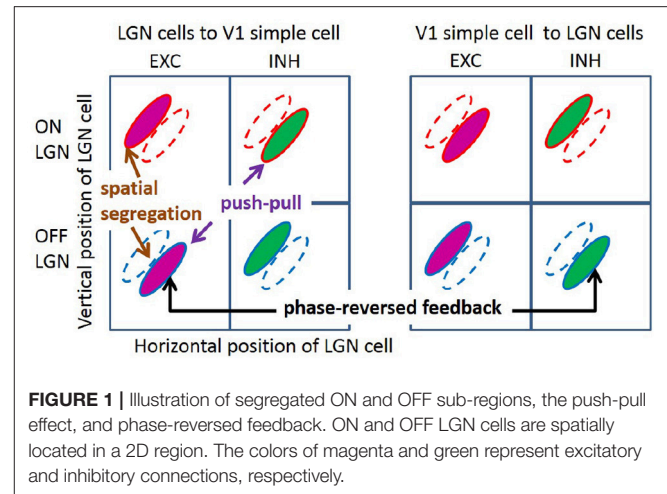 LGN cells to V1 simple cell
V1 simple cell to LGN cells
EXC
INH
EXC
INH
ON
LGN
OFF
LGN
Vertical position of LGN cell
spatial
segregation
push-pull
phase-reversed feedback
Horizontal position of LGN cell
FIGURE 1 | Illustration of segregated ON and OFF sub-regions, the push-pull
effect, and phase-reversed feedback. ON and OFF LGN cells are spatially
located in a 2D region. The colors of magenta and green represent excitatory
and inhibitory connections, respectively.